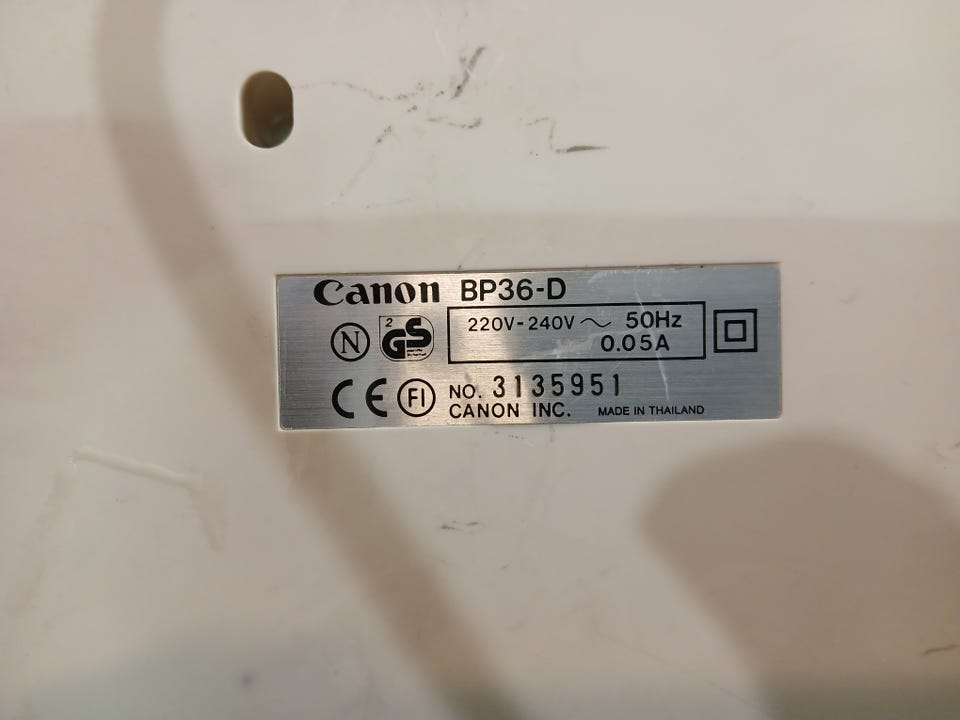 Canon BP36-D
N 2 GS 220V-240V ~ 50Hz
0.05A
CE FI NO. 3135951
CANON INC. MADE IN THAILAND